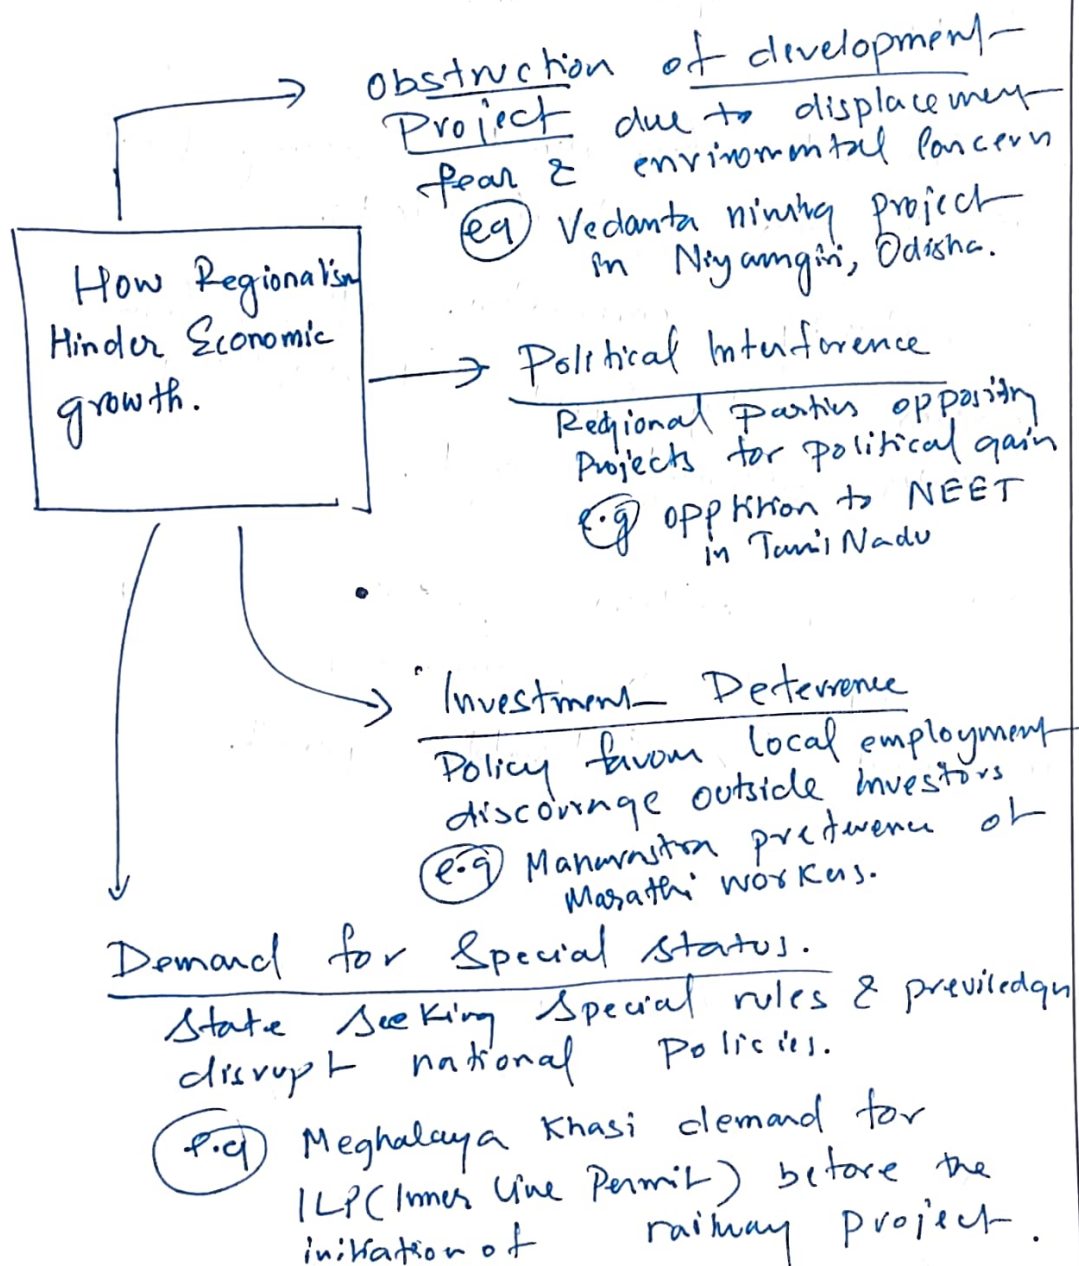 Obstruction of development
Project due to displacement
fear & environmental concern
eg Vedanta mining project
in Niyamgiri, Odisha.
How Regionalism
Hinder Economic
growth.
Political Interference
Regional parties opposing
Projects for political gain
e.g opptition to NEET
in Tamil Nadu
Investment Deterrence
Policy favour local employment
discourage outside investors
e.g Maharastra preference of
Marathi workers.
Demand for Special status.
State seeking special rules & previledge
disrupt national Policies.
e.g Meghalaya Khasi demand for
ILP (Inner Line Permit) before the
initiation of railway project.